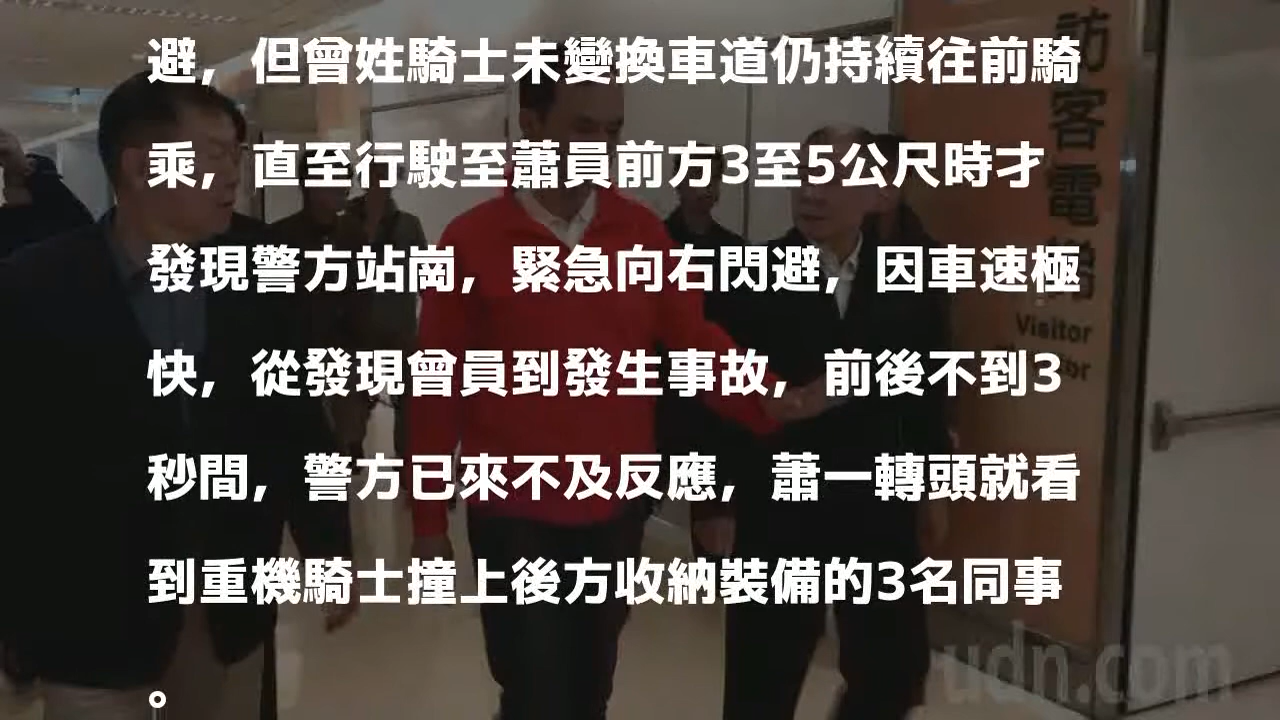 避，但曾姓騎士未變換車道仍持續往前騎
乘，直至行駛至蕭員前方3至5公尺時才
發現警方站崗，緊急向右閃避，因車速極
快，從發現曾員到發生事故，前後不到3
秒間，警方已來不及反應，蕭一轉頭就看
到重機騎士撞上後方收納裝備的3名同事
。
訪客電梯
Visitor
udn.com